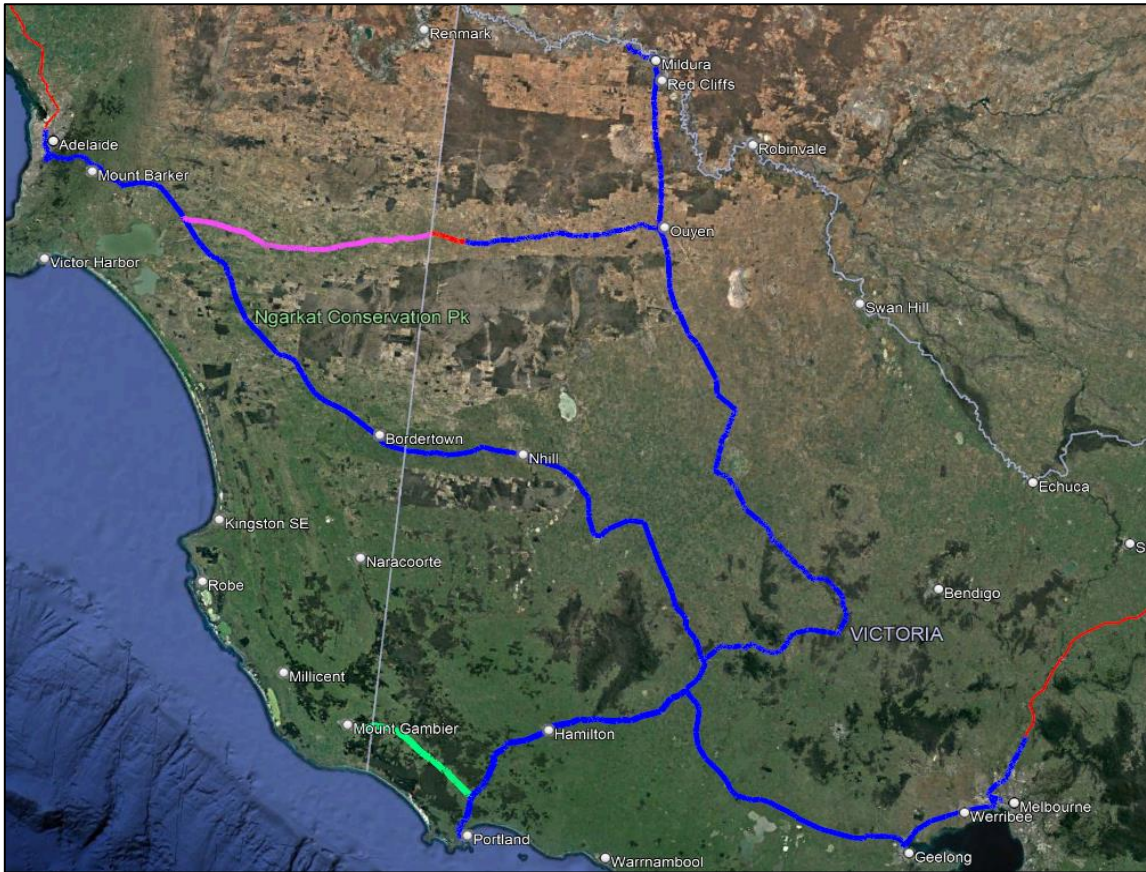 Renmark
Mildura
Red Cliffs
Adelaide
Robinvale
Mount Barker
Ouyen
Victor Harbor
Swan Hill
Ngarkat Conservation Pk
Bordertown
Nhill
Echuca
Kingston SE
S
Naracoorte
Robe
Bendigo
VICTORIA
Millicent
Mount Gambier
Hamilton
Melbourne
Werribee
Portland
Geelong
Warrnambool